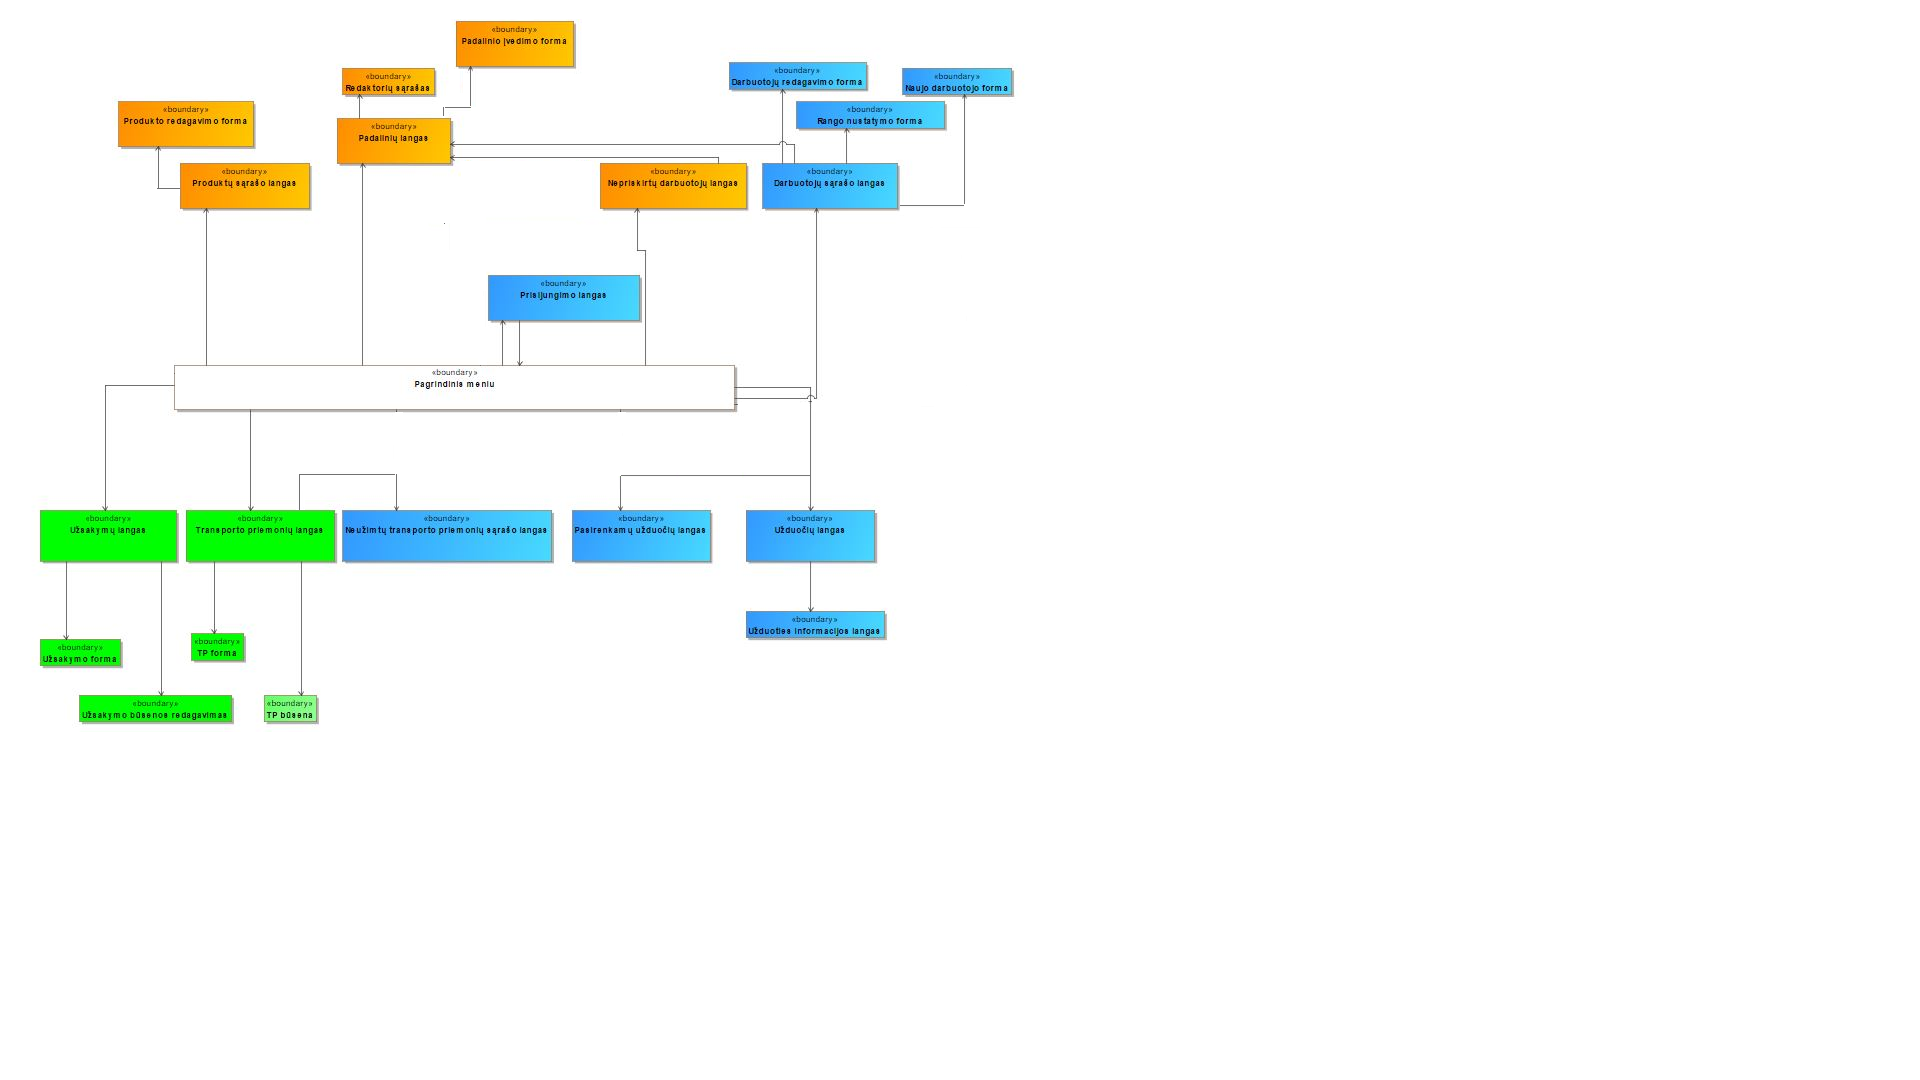 «boundary»
Padalinio įvedimo forma
«boundary»
Redaktorių sąrašas
«boundary»
Darbuotojų redagavimo forma
«boundary»
Naujo darbuotojo forma
«boundary»
Produkto redagavimo forma
«boundary»
Rango nustatymo forma
«boundary»
Padalinių langas
«boundary»
Produktų sąrašo langas
«boundary»
Nepriskirtų darbuotojų langas
«boundary»
Darbuotojų sąrašo langas
«boundary»
Prisijungimo langas
«boundary»
Pagrindinis meniu
«boundary»
Užsakymų langas
«boundary»
Transporto priemonių langas
«boundary»
Neužimtų transporto priemonių sąrašo langas
«boundary»
Pasirenkamų užduočių langas
«boundary»
Užduočių langas
«boundary»
Užduoties informacijos langas
«boundary»
Užsakymo forma
«boundary»
TP forma
«boundary»
Užsakymo būsenos redagavimas
«boundary»
TP būsena